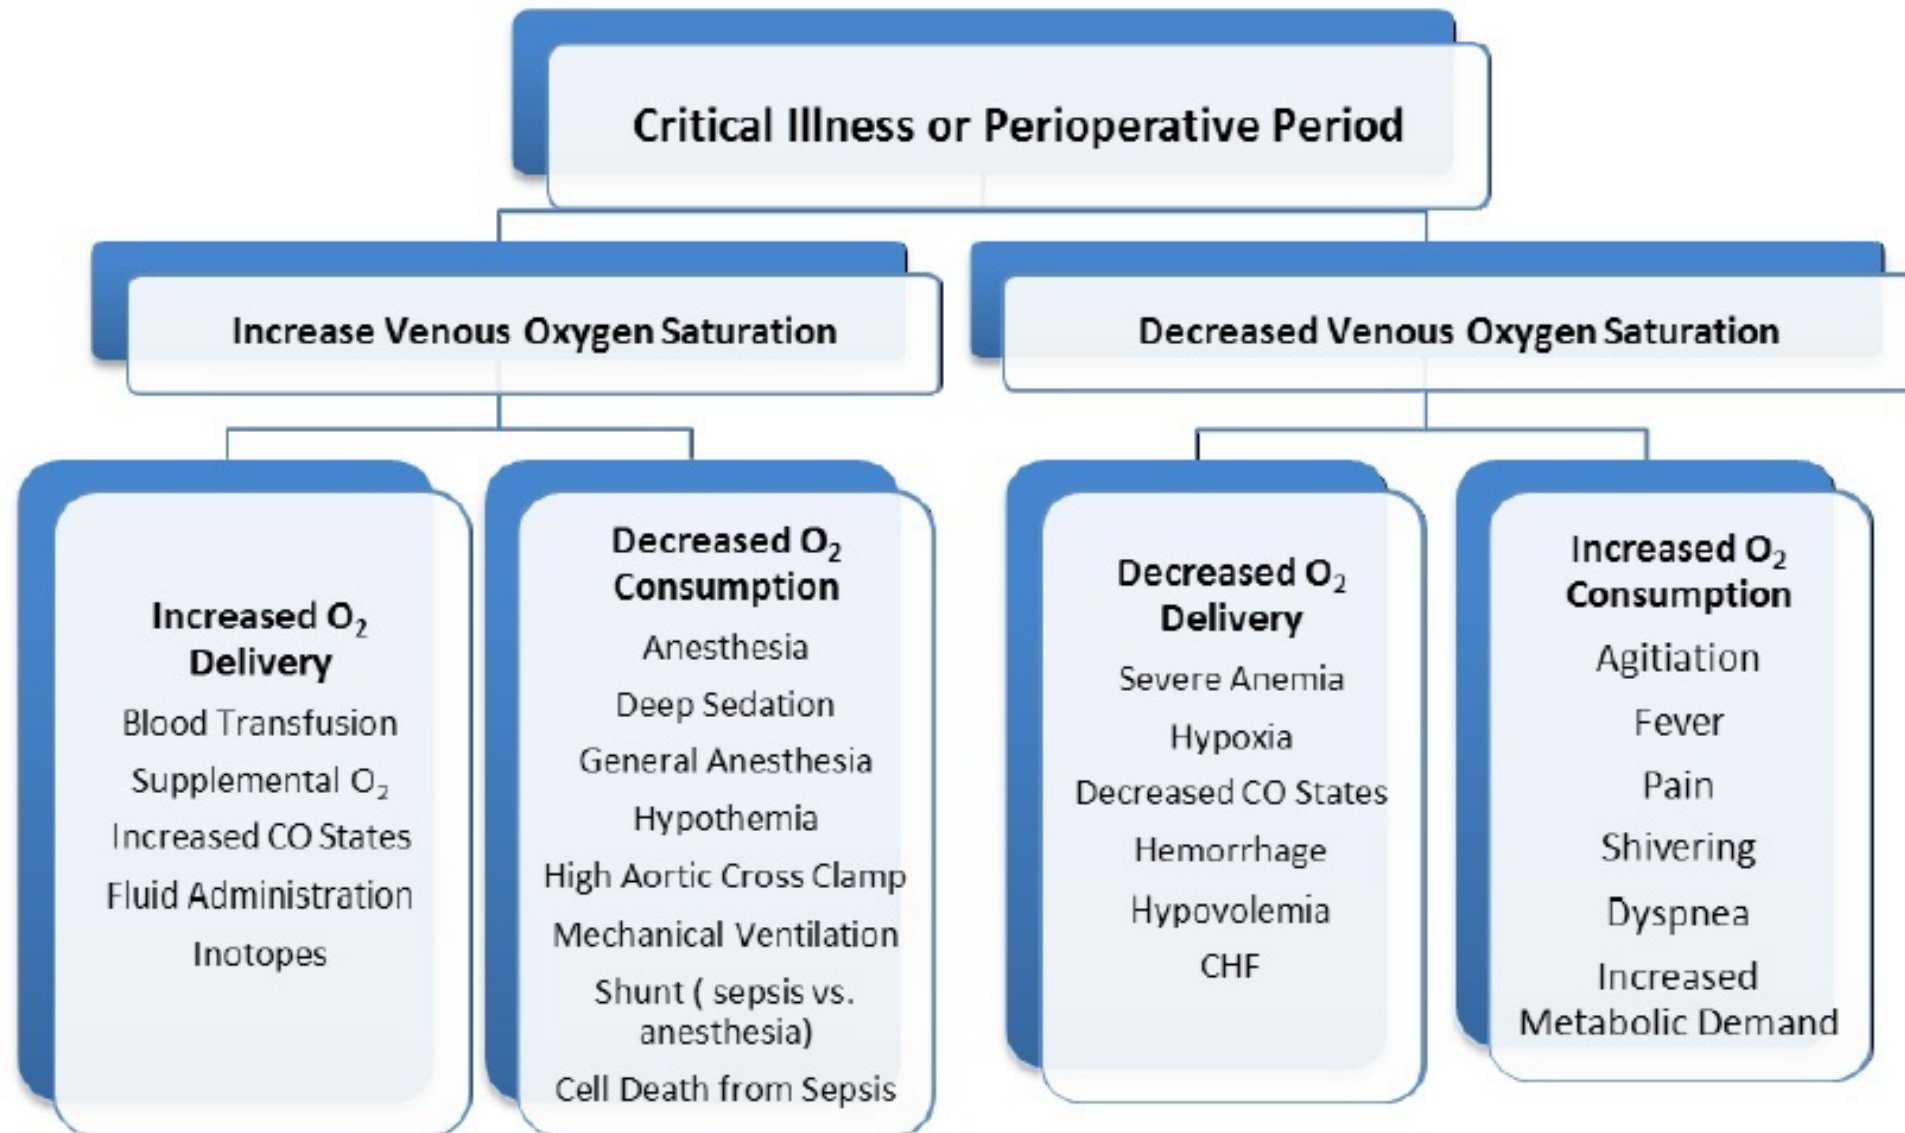 Critical Illness or Perioperative Period
Increase Venous Oxygen Saturation
Decreased Venous Oxygen Saturation
Increased O₂
Delivery
Blood Transfusion
Supplemental O₂
Increased CO States
Fluid Administration
Inotopes
Decreased O₂
Consumption
Anesthesia
Deep Sedation
General Anesthesia
Hypothemia
High Aortic Cross Clamp
Mechanical Ventilation
Shunt ( sepsis vs.
anesthesia)
Cell Death from Sepsis
Decreased O₂
Delivery
Severe Anemia
Hypoxia
Decreased CO States
Hemorrhage
Hypovolemia
CHF
Increased O₂
Consumption
Agitiation
Fever
Pain
Shivering
Dyspnea
Increased
Metabolic Demand